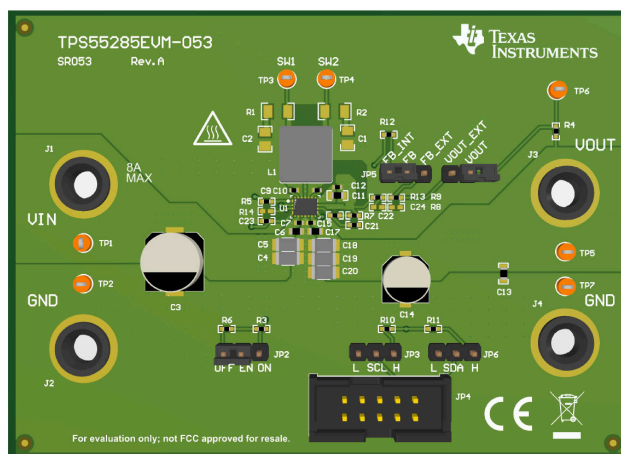 TPS55285EVM-053
SR053 Rev.A
TEXAS
INSTRUMENTS
SW1 SW2
TP3 TP4
TP6
R1 R2
C2 C1
L1
R12
FB_INT
FB
FB_EXT
VOUT_EXT
VOUT
JP5
R4
VOUT
J3
J1
8A
MAX
VIN
C9 C10
C12
C11
R5
R14
C23
U1
R13 R9
C24 R8
C22
R7
C21
C7 C15
C6 C17
C5 C18
C4 C19
C20
TP1
TP2
GND
J2
C3
C14
C13
TP5
TP7
J4 GND
R6 R3
JP2
OFF EN ON
R10 R11
JP3 JP6
L SCL H L SDA H
JP4
CE
For evaluation only; not FCC approved for resale.